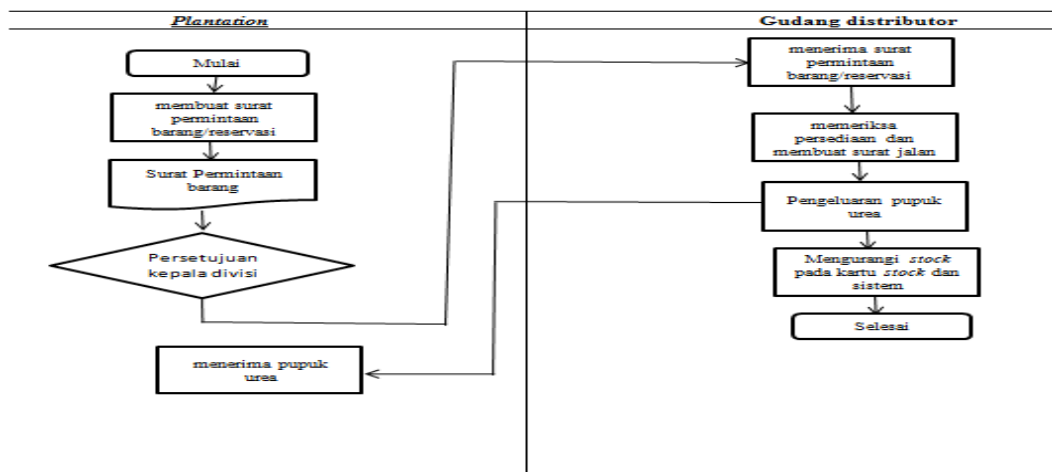 Plantation
Gudang distributor
Mulai
membuat surat
permintaan
barang/reservasi
Surat Permintaan
barang
Persetujuan
kepala divisi
menerima pupuk
urea
menerima surat
permintaan
barang/reservasi
memeriksa
persediaan dan
membuat surat jalan
Pengeluaran pupuk
urea
Mengurangi stock
pada kartu stock dan
sistem
Selesai